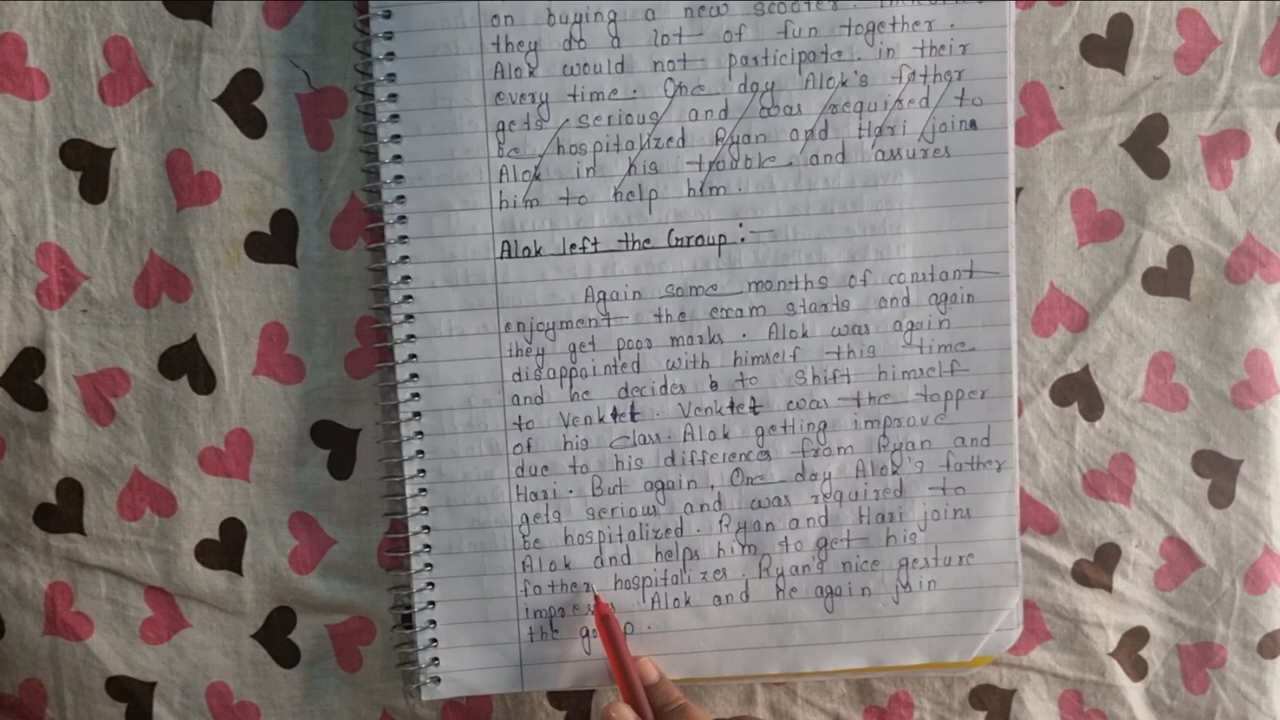 on buying a new scooter.
they do a lot of fun together.
Alok would not participate in their
every time. One day Alok's father
gets serious and was required to
be hospitalized Ryan and Hari joins
Alok in his trouble. and assures
him to help him.
Alok left the Group :-
Again some months of constant
enjoyment the exam starts and again
they get poor marks. Alok was again
disappointed with himself this time
and he decides to shift himself
to Venktet. Venktet was the topper
of his class. Alok getting improve
due to his differences from Ryan and
Hari. But again, One day Alok's father
gets serious and was required to
be hospitalized. Ryan and Hari joins
Alok and helps him to get his
father hospitalizes. Ryan's nice gesture
Alok and he again join
the